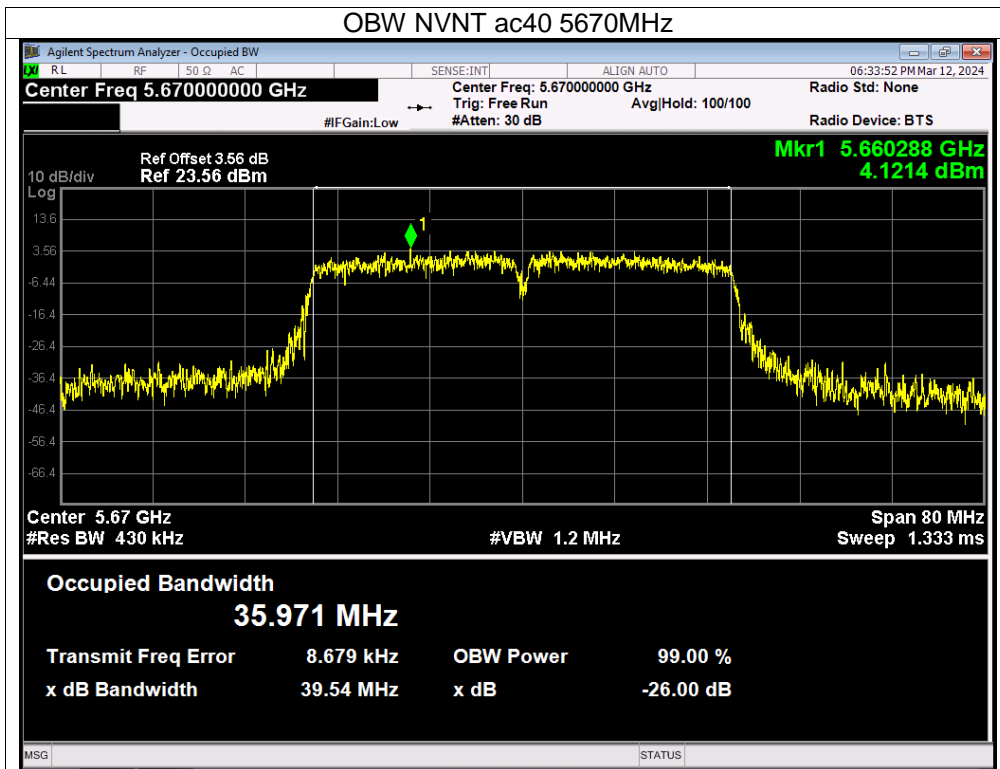 OBW NVNT ac40 5670MHz
Agilent Spectrum Analyzer - Occupied BW
LXI RL RF 50 Ω AC SENSE:INT ALIGN AUTO 06:33:52 PM Mar 12, 2024
Center Freq 5.670000000 GHz Center Freq: 5.670000000 GHz Radio Std: None
Trig: Free Run Avg|Hold: 100/100
#IFGain:Low #Atten: 30 dB Radio Device: BTS
Mkr1 5.660288 GHz
Ref Offset 3.56 dB
10 dB/div Ref 23.56 dBm 4.1214 dBm
Log
13.6
1
3.56
-6.44
-16.4
-26.4
-36.4
-46.4
-56.4
-66.4
Center 5.67 GHz Span 80 MHz
#Res BW 430 kHz #VBW 1.2 MHz Sweep 1.333 ms
Occupied Bandwidth
35.971 MHz
Transmit Freq Error 8.679 kHz OBW Power 99.00 %
x dB Bandwidth 39.54 MHz x dB -26.00 dB
MSG STATUS